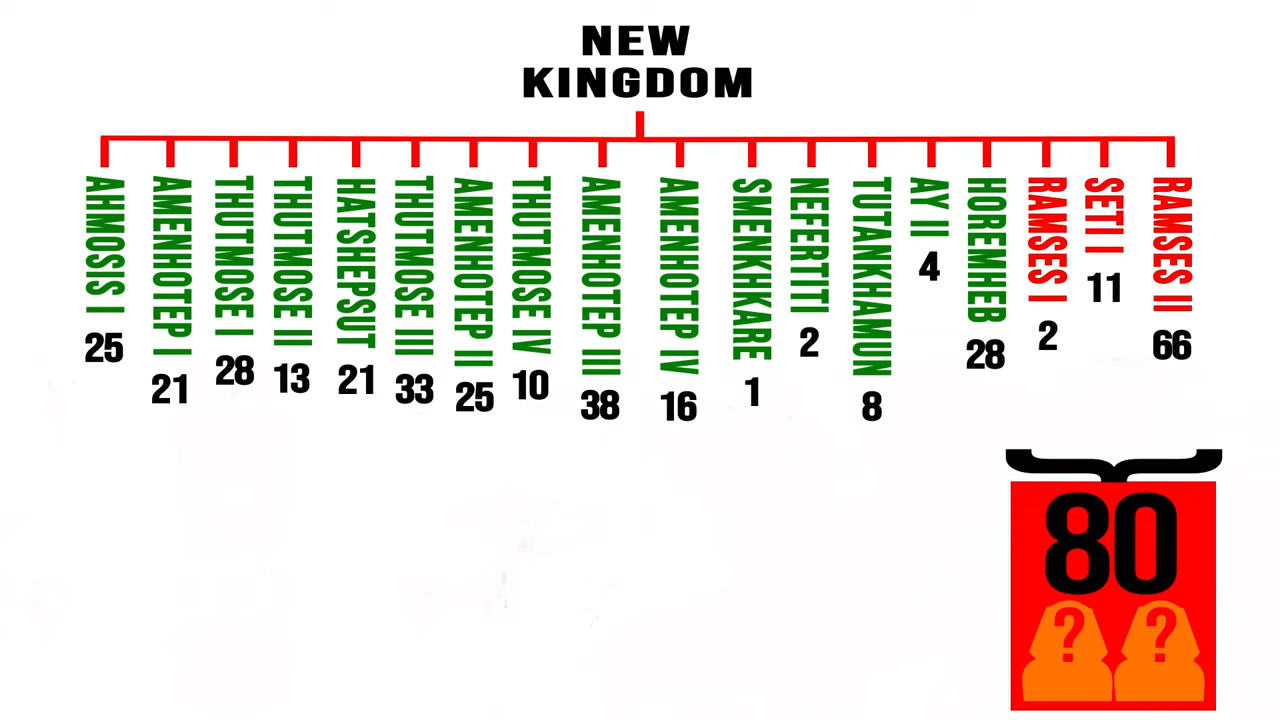 NEW
KINGDOM
AHMOSIS I
25
AMENHOTEP I
21
THUTMOSE I
28
THUTMOSE II
13
HATSHEPSUT
21
THUTMOSE III
33
AMENHOTEP II
25
THUTMOSE IV
10
AMENHOTEP III
38
AMENHOTEP IV
16
SMENKHKARE
1
NEFERTITI
2
TUTANKHAMUN
8
AY II
4
HOREMHEB
28
RAMSES I
2
SETI I
11
RAMSES II
66
80
? ?